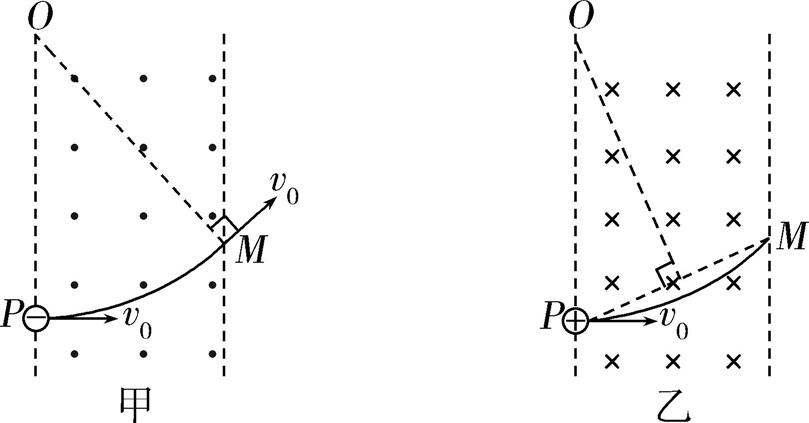 O
v₀
M
P − v₀
甲
O
M
P + v₀
乙